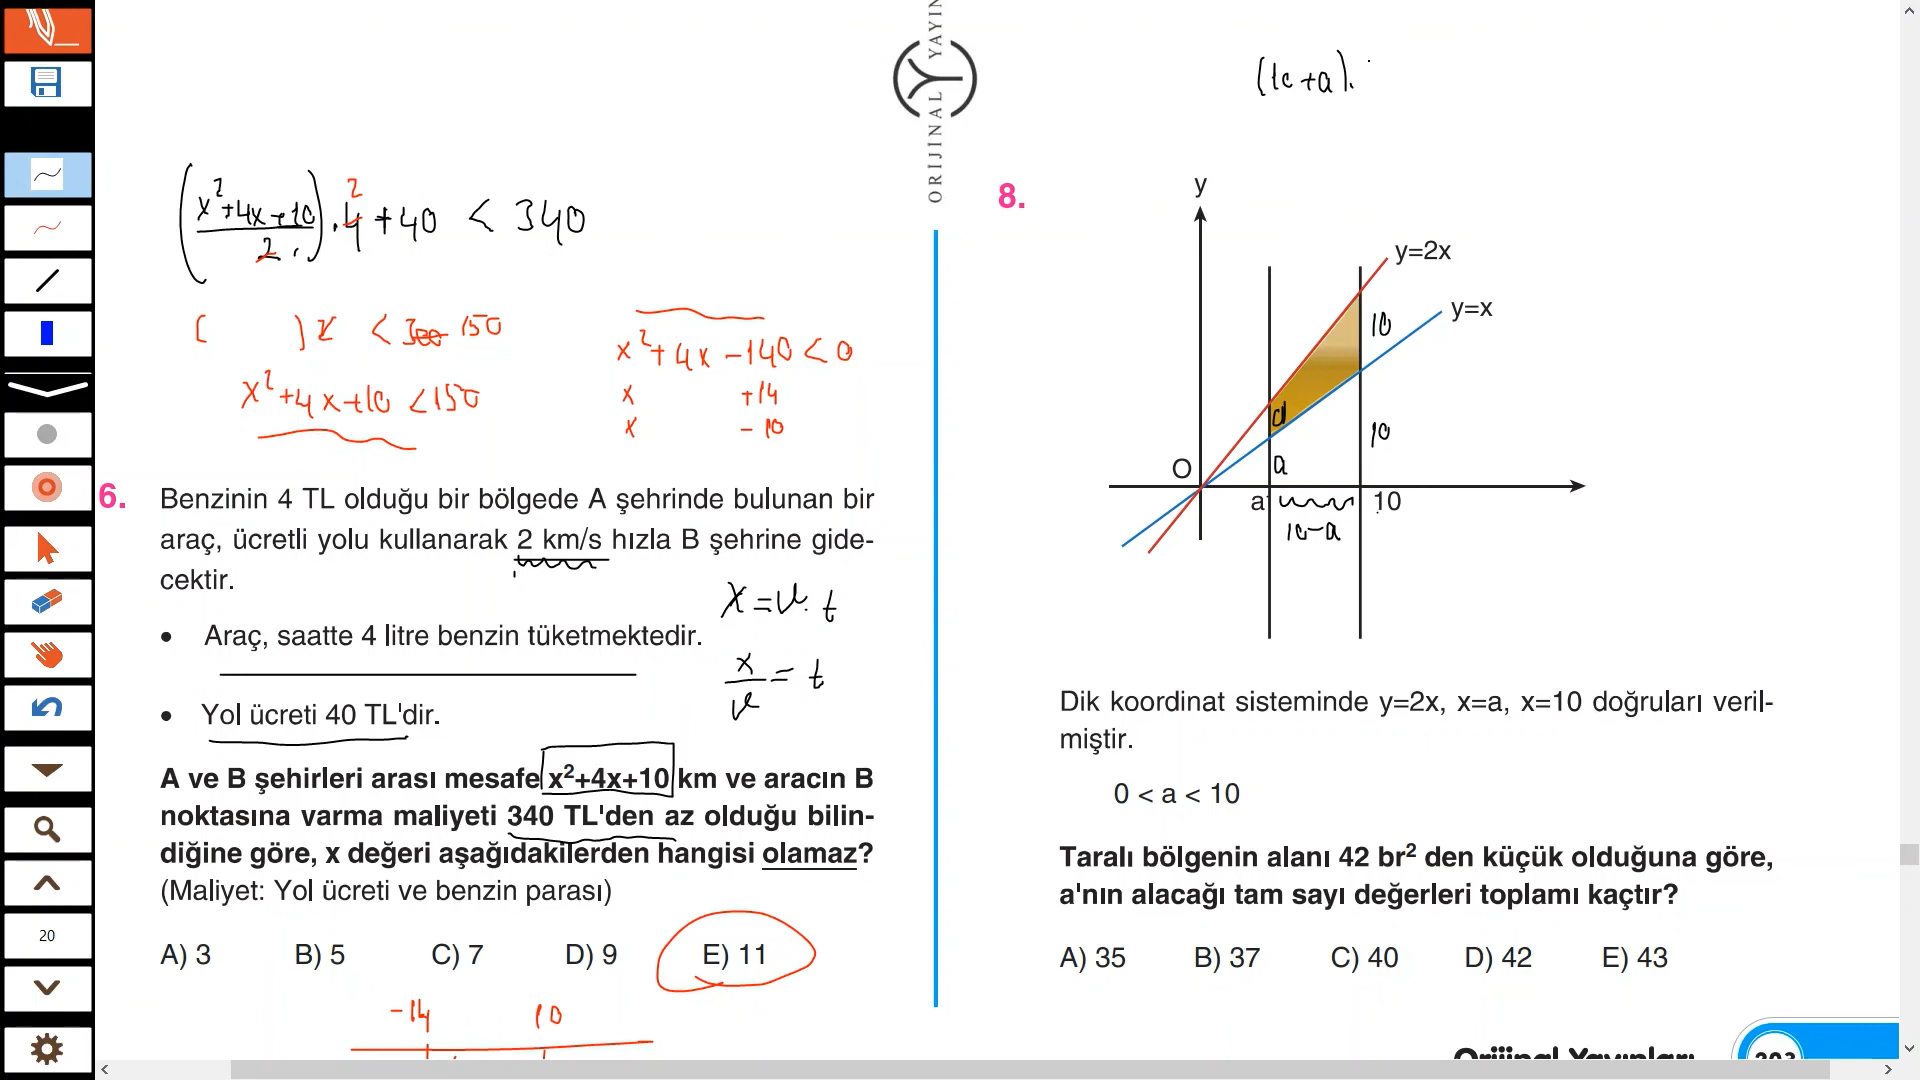 ORIJINAL YAYIN
(x²+4x+10)/2 . 4 2 +40 < 340
( ) x < 300 150
x²+4x+10 <150
x²+4x-140<0
x +14
x -10
6. Benzinin 4 TL olduğu bir bölgede A şehrinde bulunan bir
araç, ücretli yolu kullanarak 2 km/s hızla B şehrine gide-
cektir.
• Araç, saatte 4 litre benzin tüketmektedir.
• Yol ücreti 40 TL'dir.
x=v.t
x/v = t
A ve B şehirleri arası mesafe x²+4x+10 km ve aracın B
noktasına varma maliyeti 340 TL'den az olduğu bilin-
diğine göre, x değeri aşağıdakilerden hangisi olamaz?
(Maliyet: Yol ücreti ve benzin parası)
A) 3 B) 5 C) 7 D) 9 E) 11
-14 10
(10+a).
8.
y
y=2x
y=x
10
a
10
a
O
a 10
10-a
Dik koordinat sisteminde y=2x, x=a, x=10 doğruları veril-
miştir.
0 < a < 10
Taralı bölgenin alanı 42 br² den küçük olduğuna göre,
a'nın alacağı tam sayı değerleri toplamı kaçtır?
A) 35 B) 37 C) 40 D) 42 E) 43
Orijinal Yayınları
203
20